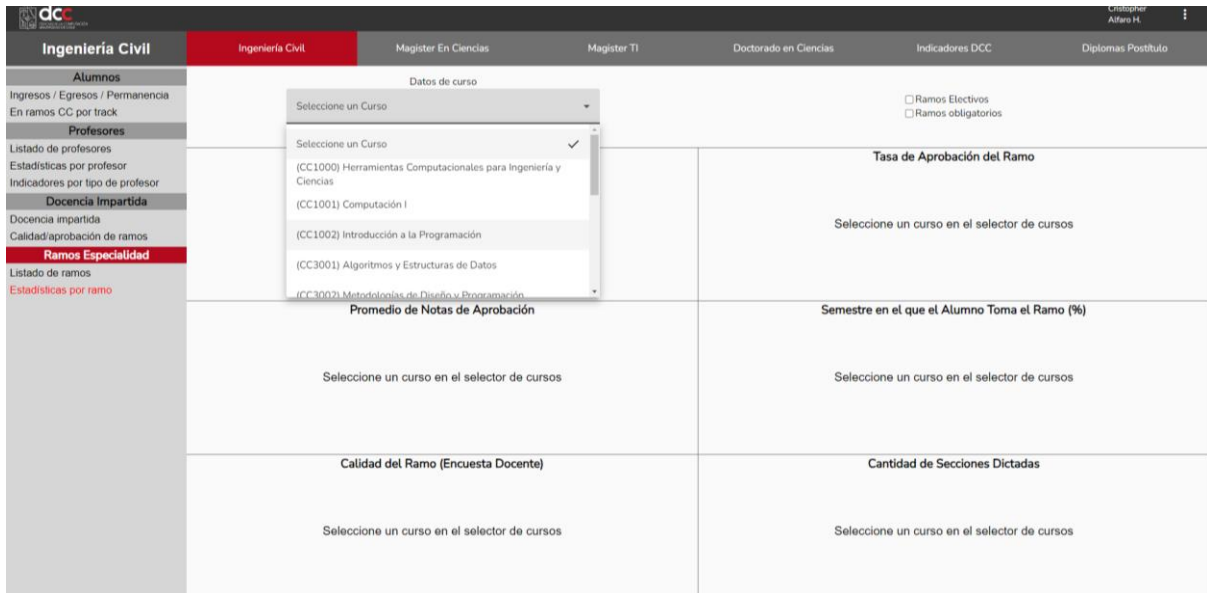 dcc
Cristopher
Alfaro H.
Ingeniería Civil
Ingeniería Civil
Magister En Ciencias
Magister TI
Doctorado en Ciencias
Indicadores DCC
Diplomas Postítulo
Alumnos
Ingresos / Egresos / Permanencia
En ramos CC por track
Profesores
Listado de profesores
Estadísticas por profesor
Indicadores por tipo de profesor
Docencia Impartida
Docencia impartida
Calidad/aprobación de ramos
Ramos Especialidad
Listado de ramos
Estadísticas por ramo
Datos de curso
Seleccione un Curso
Seleccione un Curso
(CC1000) Herramientas Computacionales para Ingeniería y
Ciencias
(CC1001) Computación I
(CC1002) Introducción a la Programación
(CC3001) Algoritmos y Estructuras de Datos
(CC3002) Metodologías de Diseño y Programación
Ramos Electivos
Ramos obligatorios
Tasa de Aprobación del Ramo
Seleccione un curso en el selector de cursos
Promedio de Notas de Aprobación
Seleccione un curso en el selector de cursos
Semestre en el que el Alumno Toma el Ramo (%)
Seleccione un curso en el selector de cursos
Calidad del Ramo (Encuesta Docente)
Seleccione un curso en el selector de cursos
Cantidad de Secciones Dictadas
Seleccione un curso en el selector de cursos